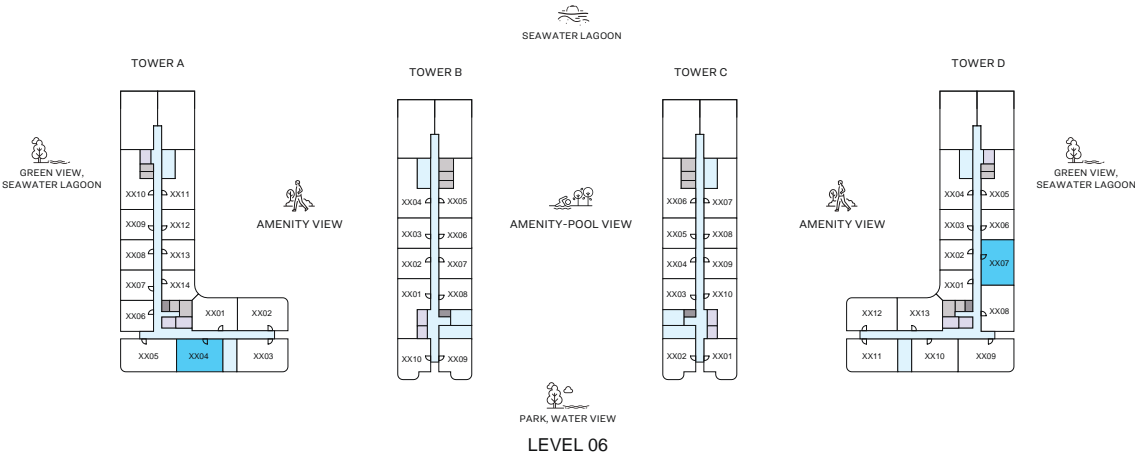 SEAWATER LAGOON
TOWER A
TOWER B
TOWER C
TOWER D
GREEN VIEW,
SEAWATER LAGOON
AMENITY VIEW
AMENITY-POOL VIEW
AMENITY VIEW
GREEN VIEW,
SEAWATER LAGOON
XX10 XX11
XX09 XX12
XX08 XX13
XX07 XX14
XX06 XX01 XX02
XX05 XX04 XX03
XX04 XX05
XX03 XX06
XX02 XX07
XX01 XX08
XX10 XX09
XX06 XX07
XX05 XX08
XX04 XX09
XX03 XX10
XX02 XX01
XX04 XX05
XX03 XX06
XX02 XX07
XX01
XX12 XX13 XX08
XX11 XX10 XX09
PARK, WATER VIEW
LEVEL 06